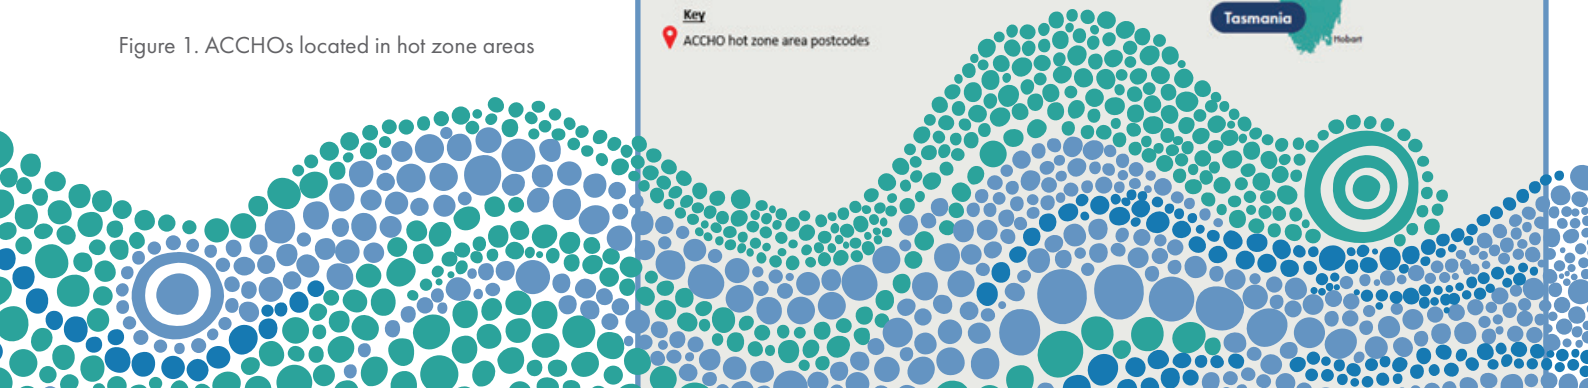 Figure 1. ACCHOs located in hot zone areas
Key
ACCHO hot zone area postcodes
Tasmania
Hobart